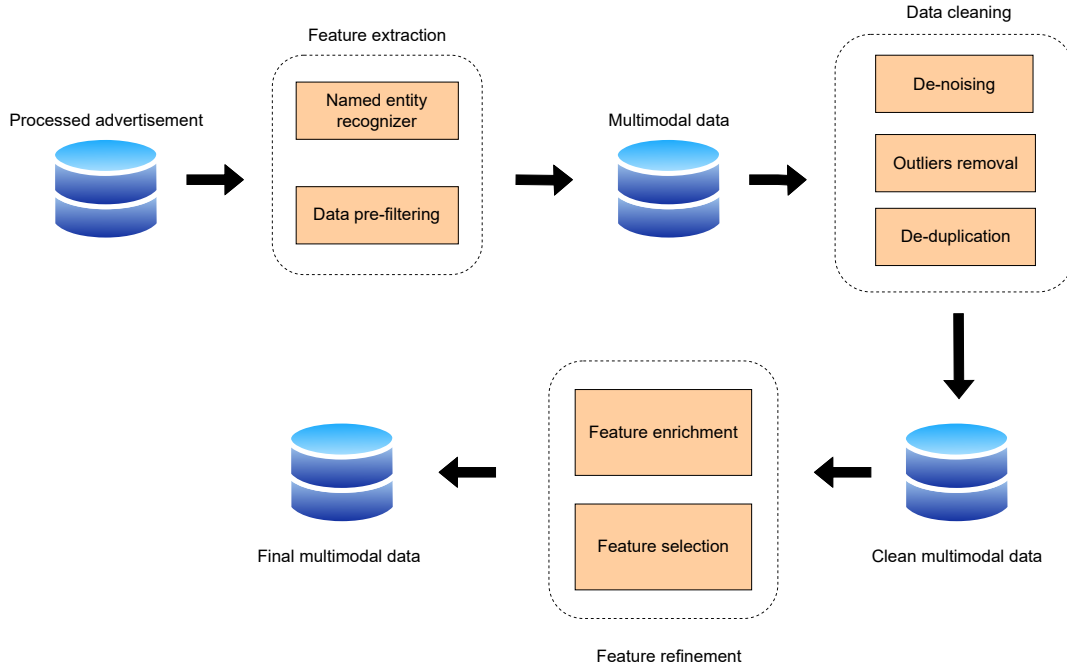 Processed advertisement
Feature extraction
Named entity
recognizer
Data pre-filtering
Multimodal data
Data cleaning
De-noising
Outliers removal
De-duplication
Clean multimodal data
Feature enrichment
Feature selection
Feature refinement
Final multimodal data